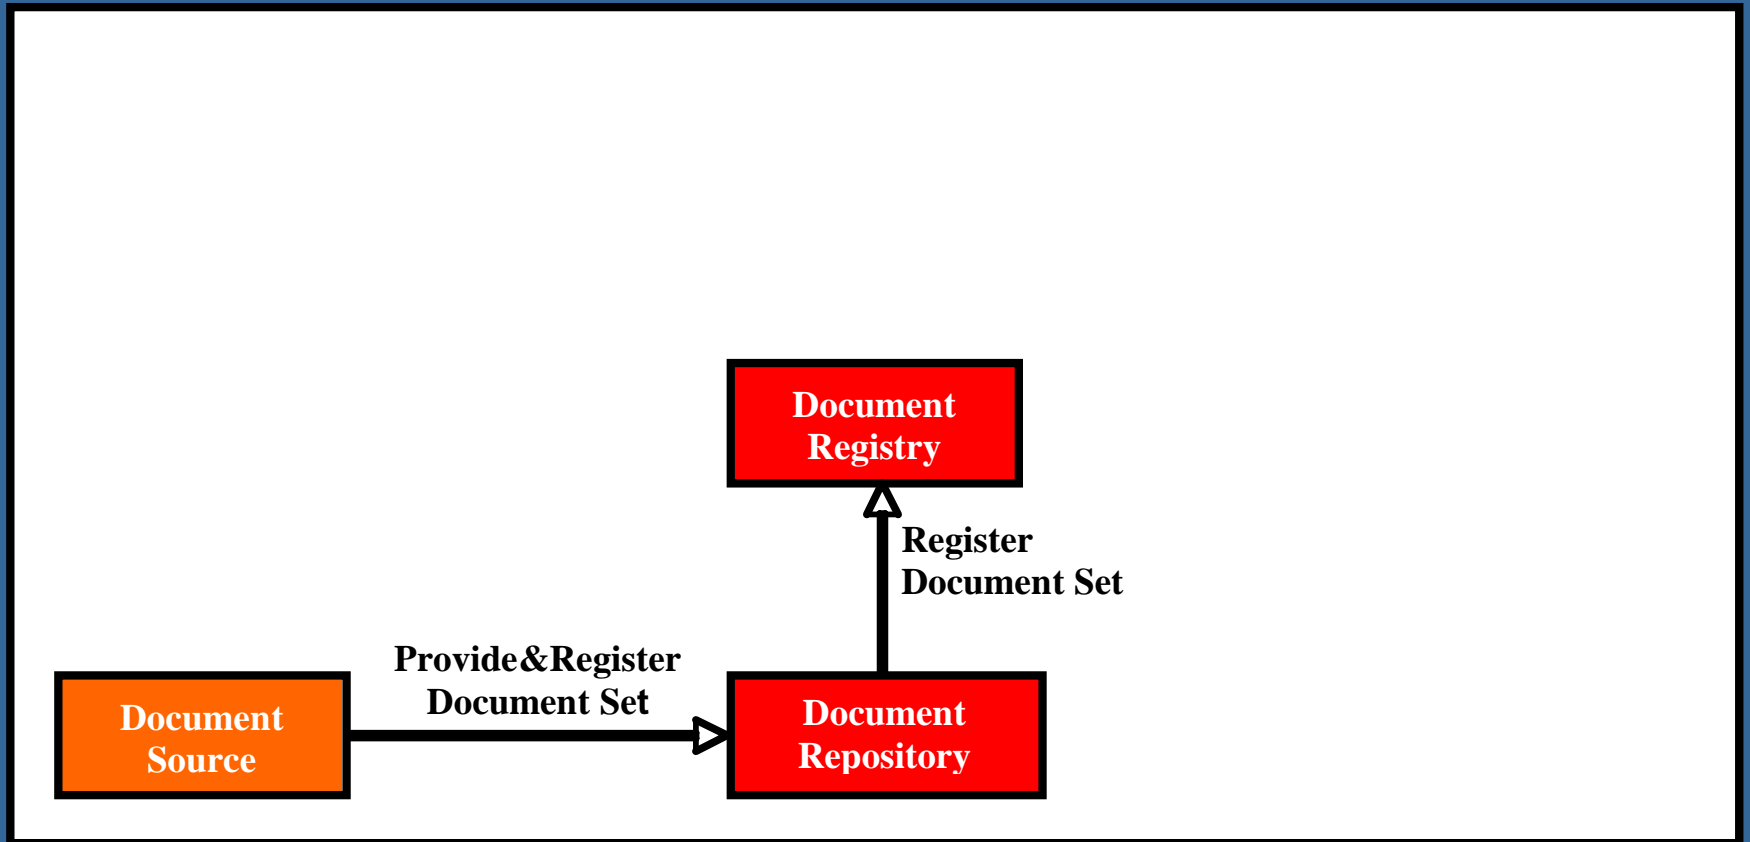 Document
Registry
Register
Document Set
Provide&Register
Document Set
Document
Source
Document
Repository